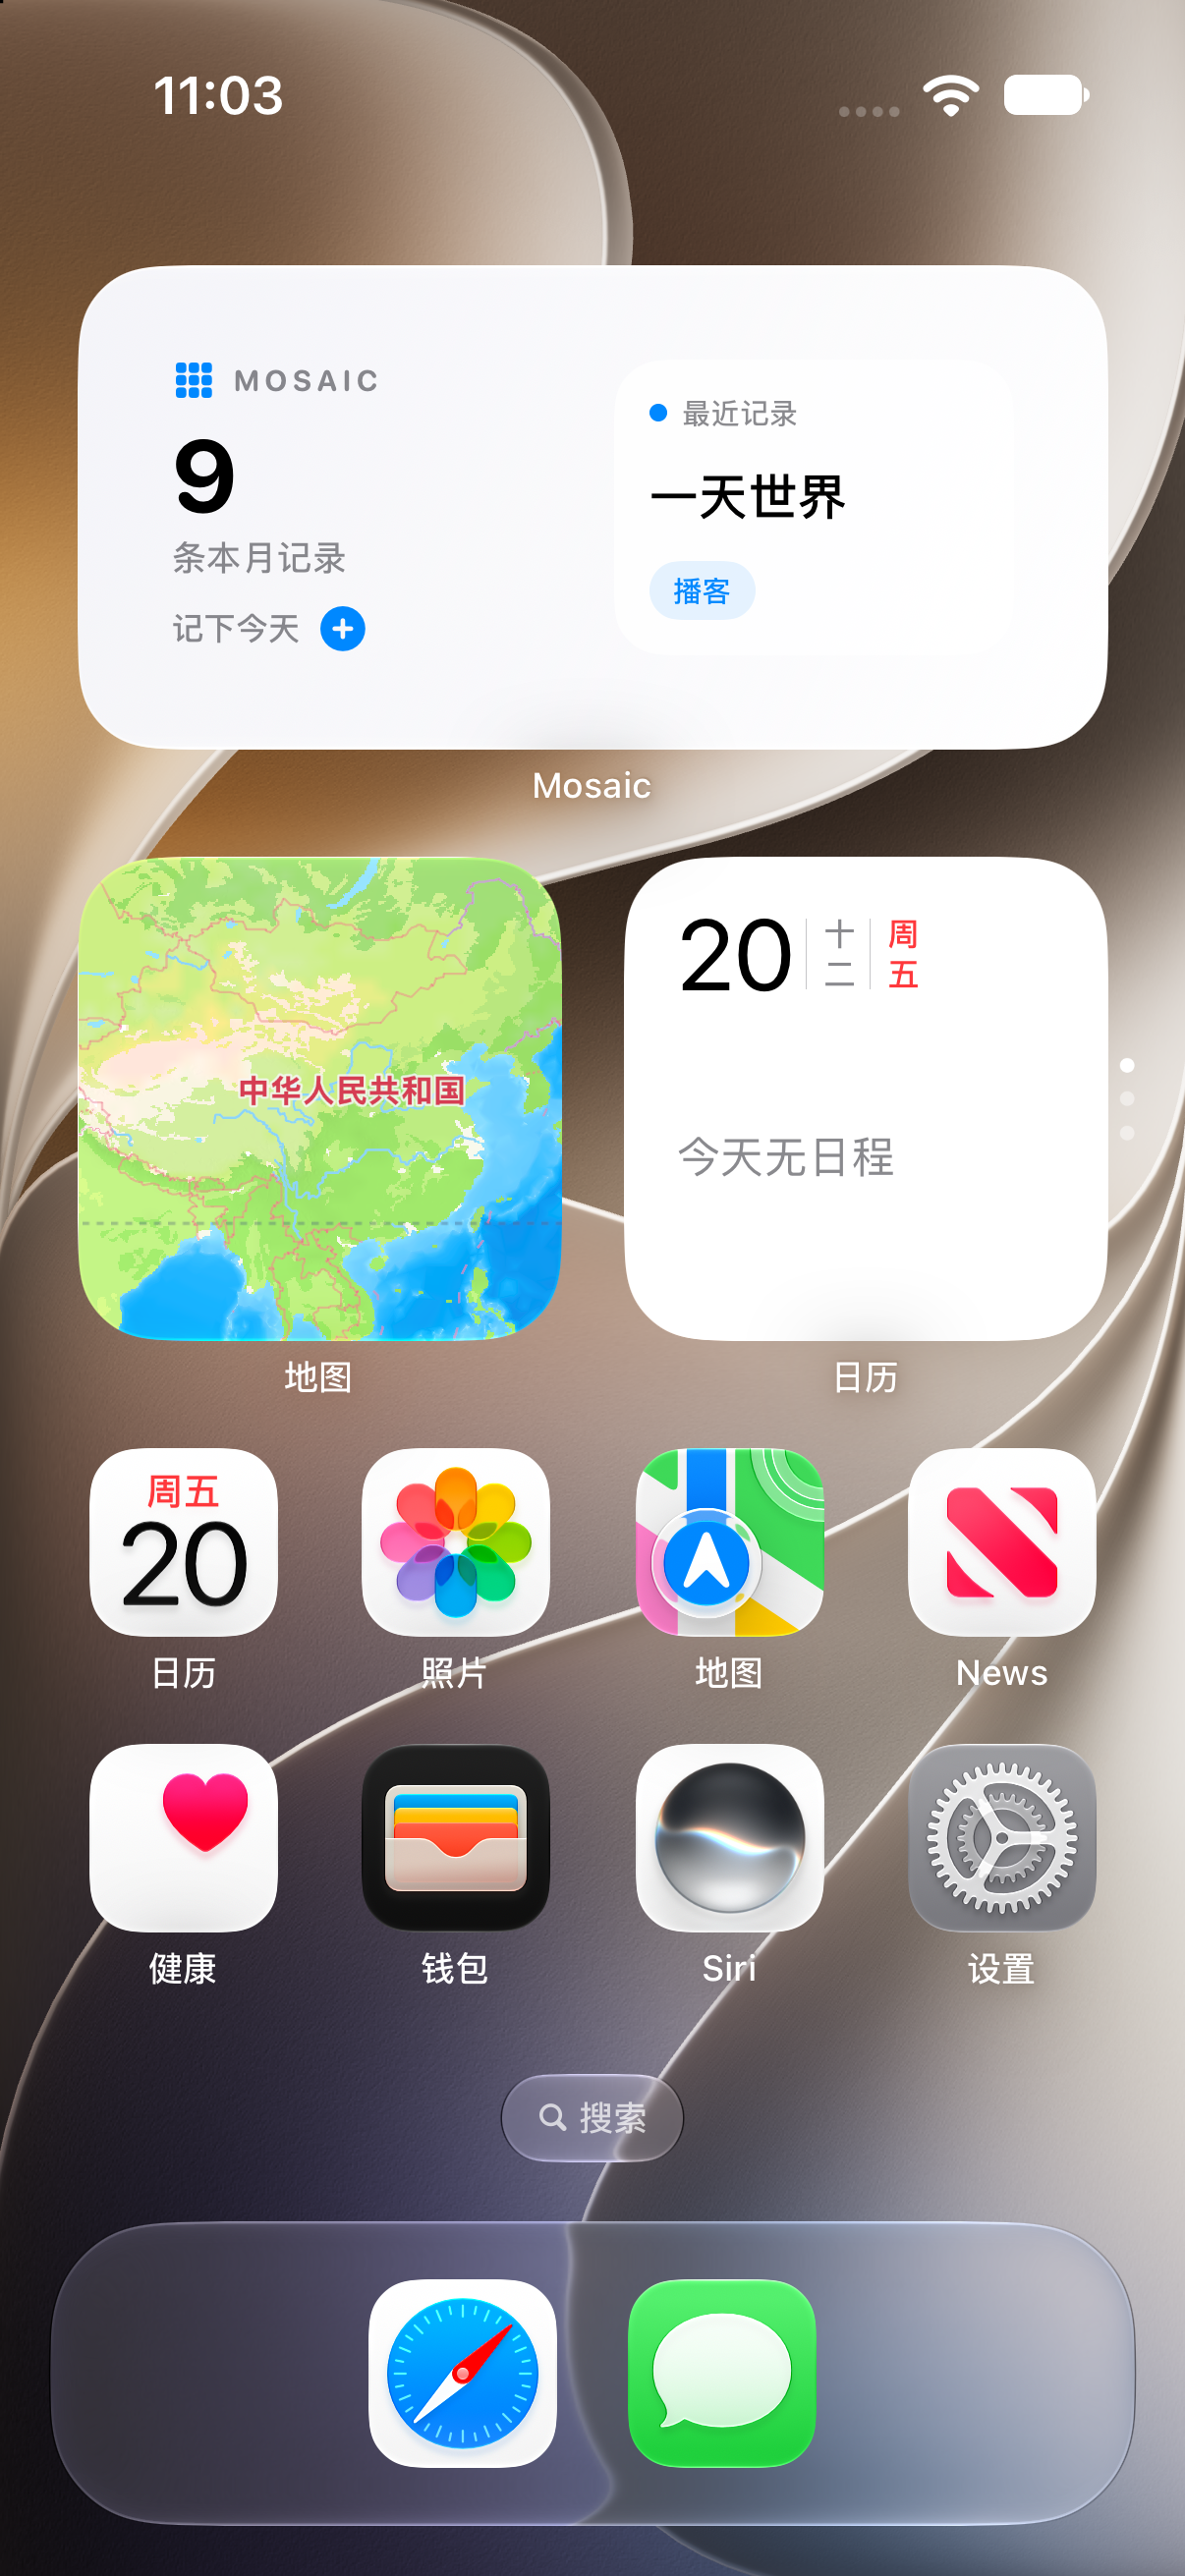 11:03
MOSAIC
9
条本月记录
记下今天
最近记录
一天世界
播客
Mosaic
中华人民共和国
地图
20
十二
周五
今天无日程
日历
周五
20
日历
照片
地图
News
健康
钱包
Siri
设置
搜索